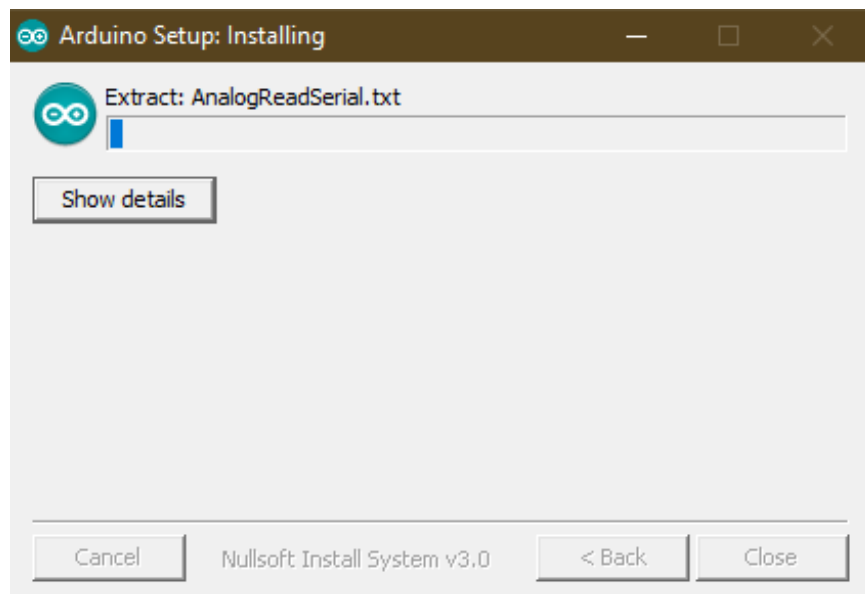 Arduino Setup: Installing
Extract: AnalogReadSerial.txt
Show details
Cancel
Nullsoft Install System v3.0
< Back
Close